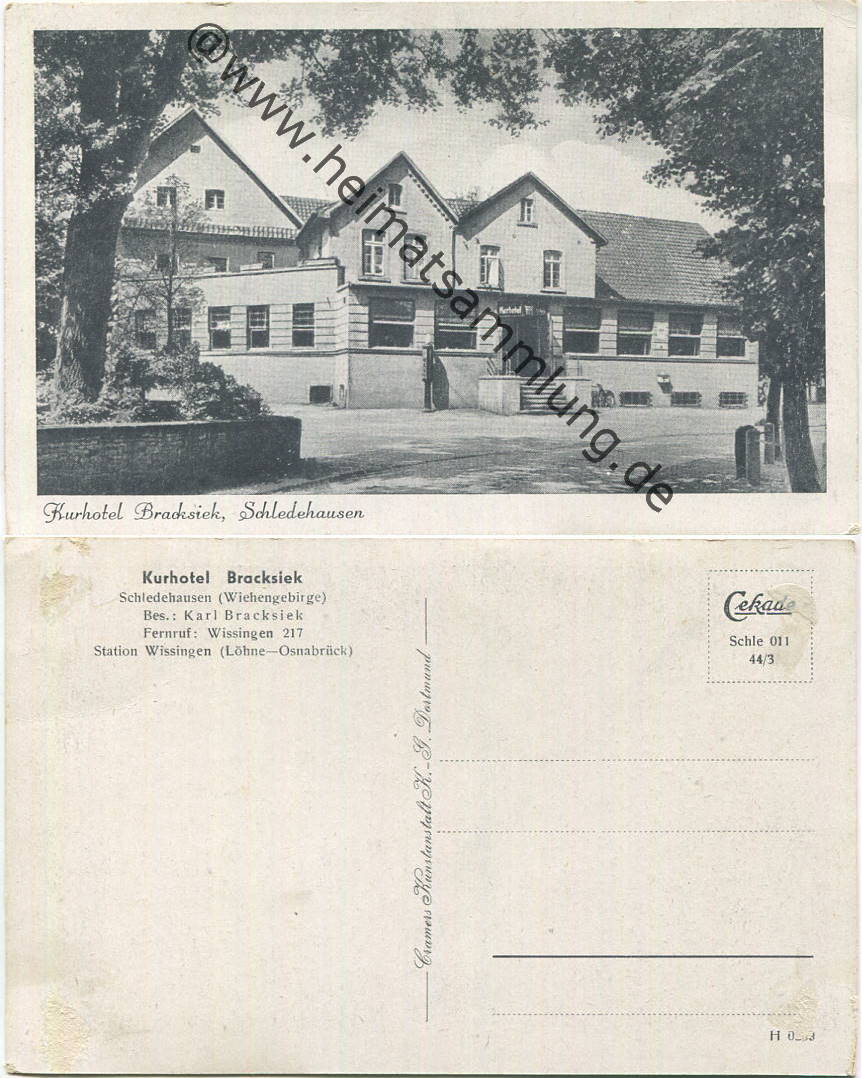 @www.heimatsammlung.de
Kurhotel
Kurhotel Bracksiek, Schledehausen
Kurhotel Bracksiek
Schledehausen (Wiehengebirge)
Bes.: Karl Bracksiek
Fernruf: Wissingen 217
Station Wissingen (Löhne—Osnabrück)
Cramers Kunstanstalt K.-G. Dortmund
Cekade
Schle 011
44/3
H